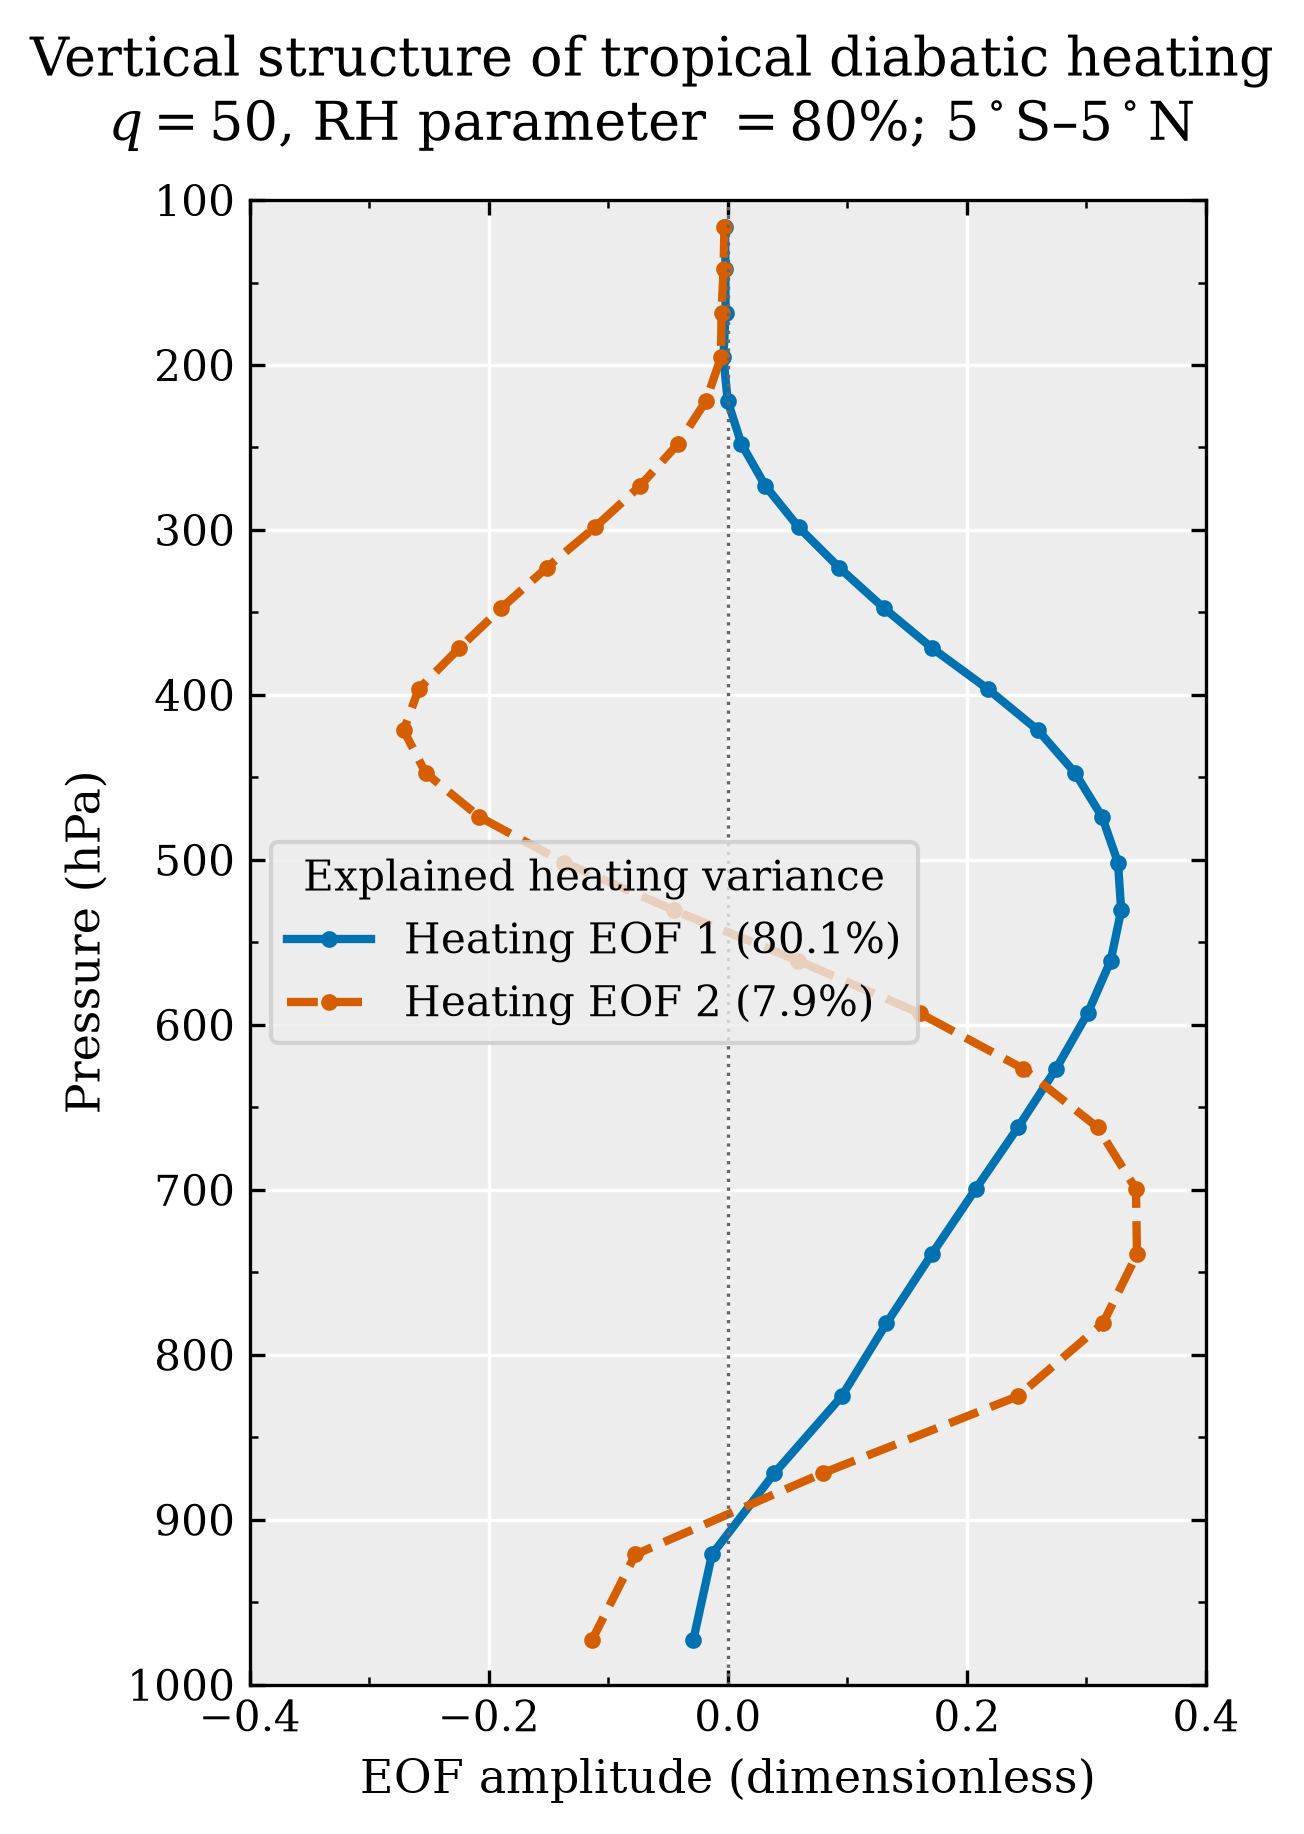 Vertical structure of tropical diabatic heating
q = 50, RH parameter = 80%; 5°S–5°N
100
200
300
400
500
600
700
800
900
1000
Pressure (hPa)
Explained heating variance
Heating EOF 1 (80.1%)
Heating EOF 2 (7.9%)
−0.4 −0.2 0.0 0.2 0.4
EOF amplitude (dimensionless)